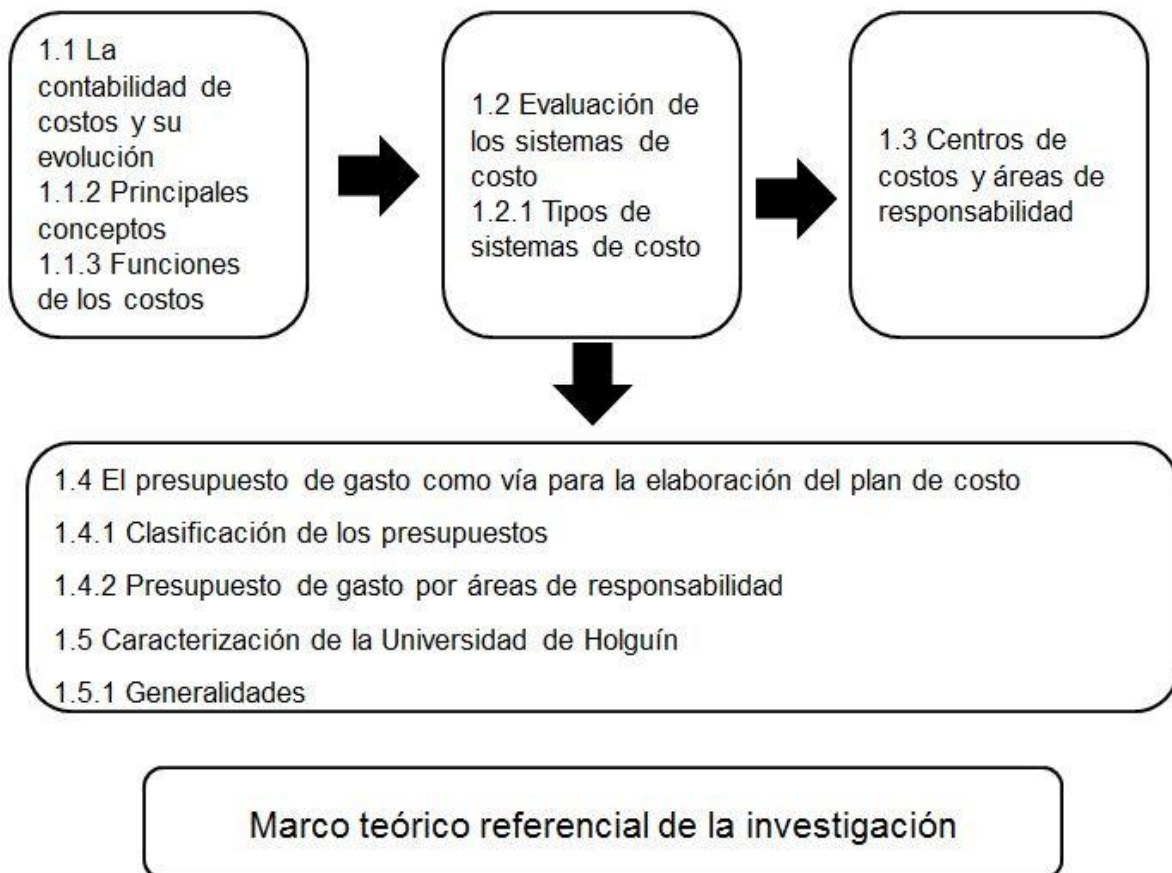 1.1 La
contabilidad de
costos y su
evolución
1.1.2 Principales
conceptos
1.1.3 Funciones
de los costos
1.2 Evaluación de
los sistemas de
costo
1.2.1 Tipos de
sistemas de costo
1.3 Centros de
costos y áreas de
responsabilidad
1.4 El presupuesto de gasto como vía para la elaboración del plan de costo
1.4.1 Clasificación de los presupuestos
1.4.2 Presupuesto de gasto por áreas de responsabilidad
1.5 Caracterización de la Universidad de Holguín
1.5.1 Generalidades
Marco teórico referencial de la investigación